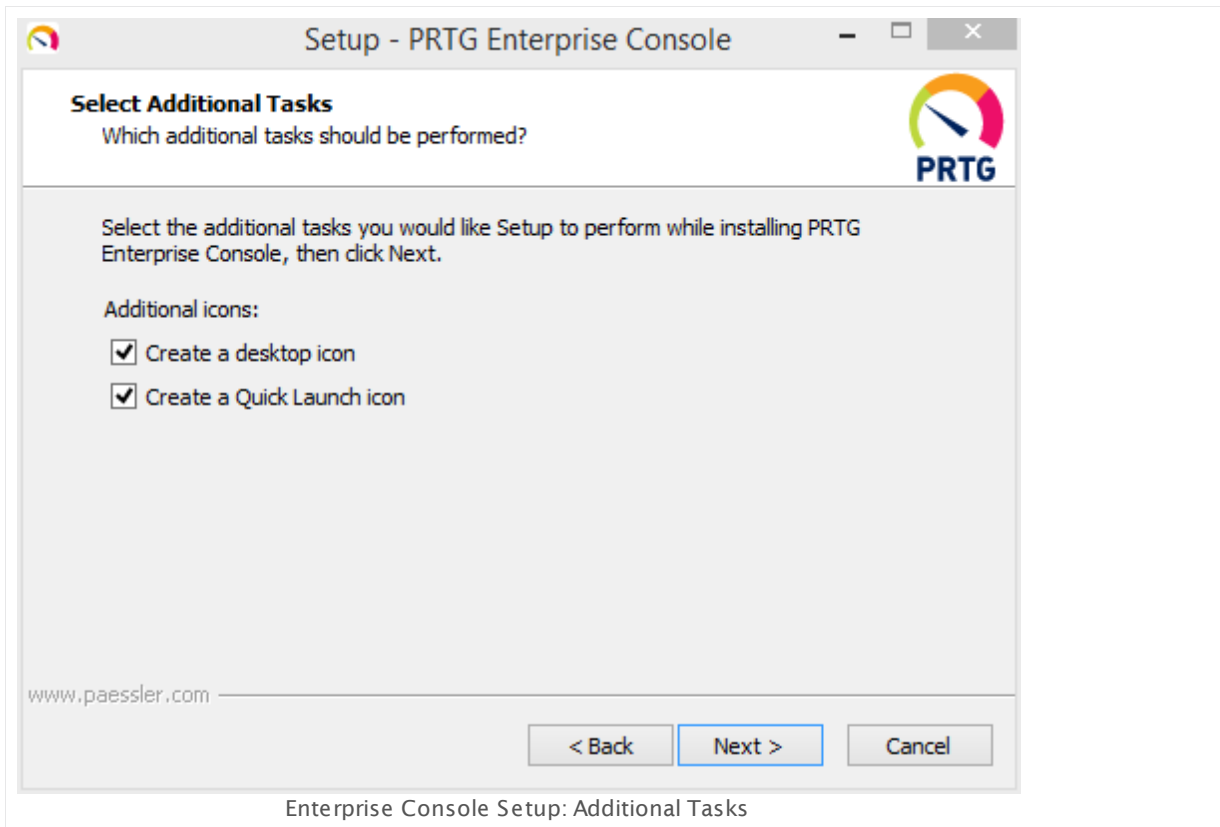 Setup - PRTG Enterprise Console
Select Additional Tasks
Which additional tasks should be performed?
PRTG
Select the additional tasks you would like Setup to perform while installing PRTG
Enterprise Console, then click Next.
Additional icons:
Create a desktop icon
Create a Quick Launch icon
www.paessler.com
< Back Next > Cancel
Enterprise Console Setup: Additional Tasks